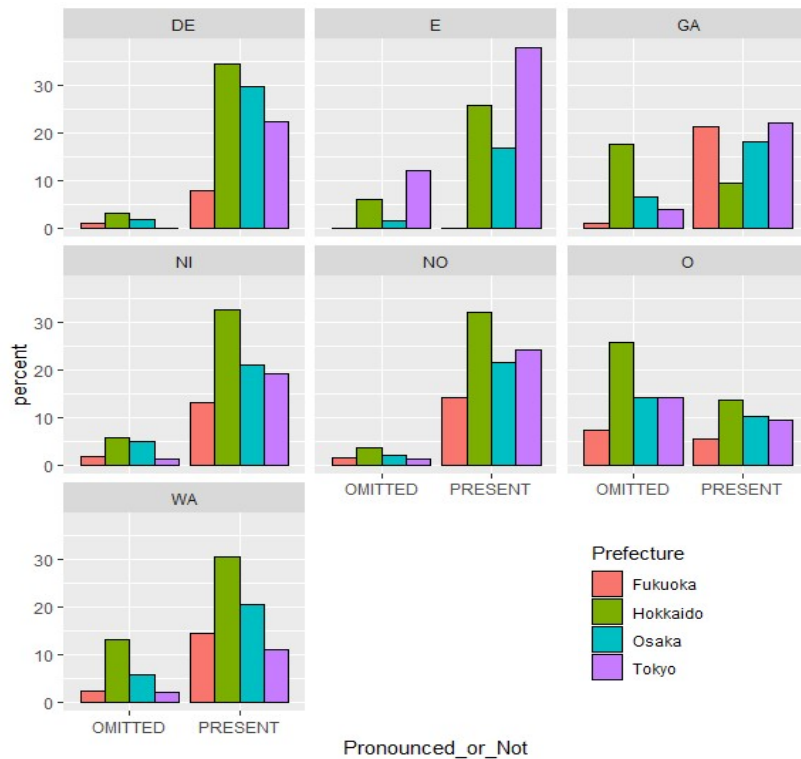 DE
E
GA
30
20
10
0
NI
NO
O
30
20
10
0
percent
OMITTED PRESENT
OMITTED PRESENT
WA
30
20
10
0
OMITTED PRESENT
Prefecture
Fukuoka
Hokkaido
Osaka
Tokyo
Pronounced_or_Not